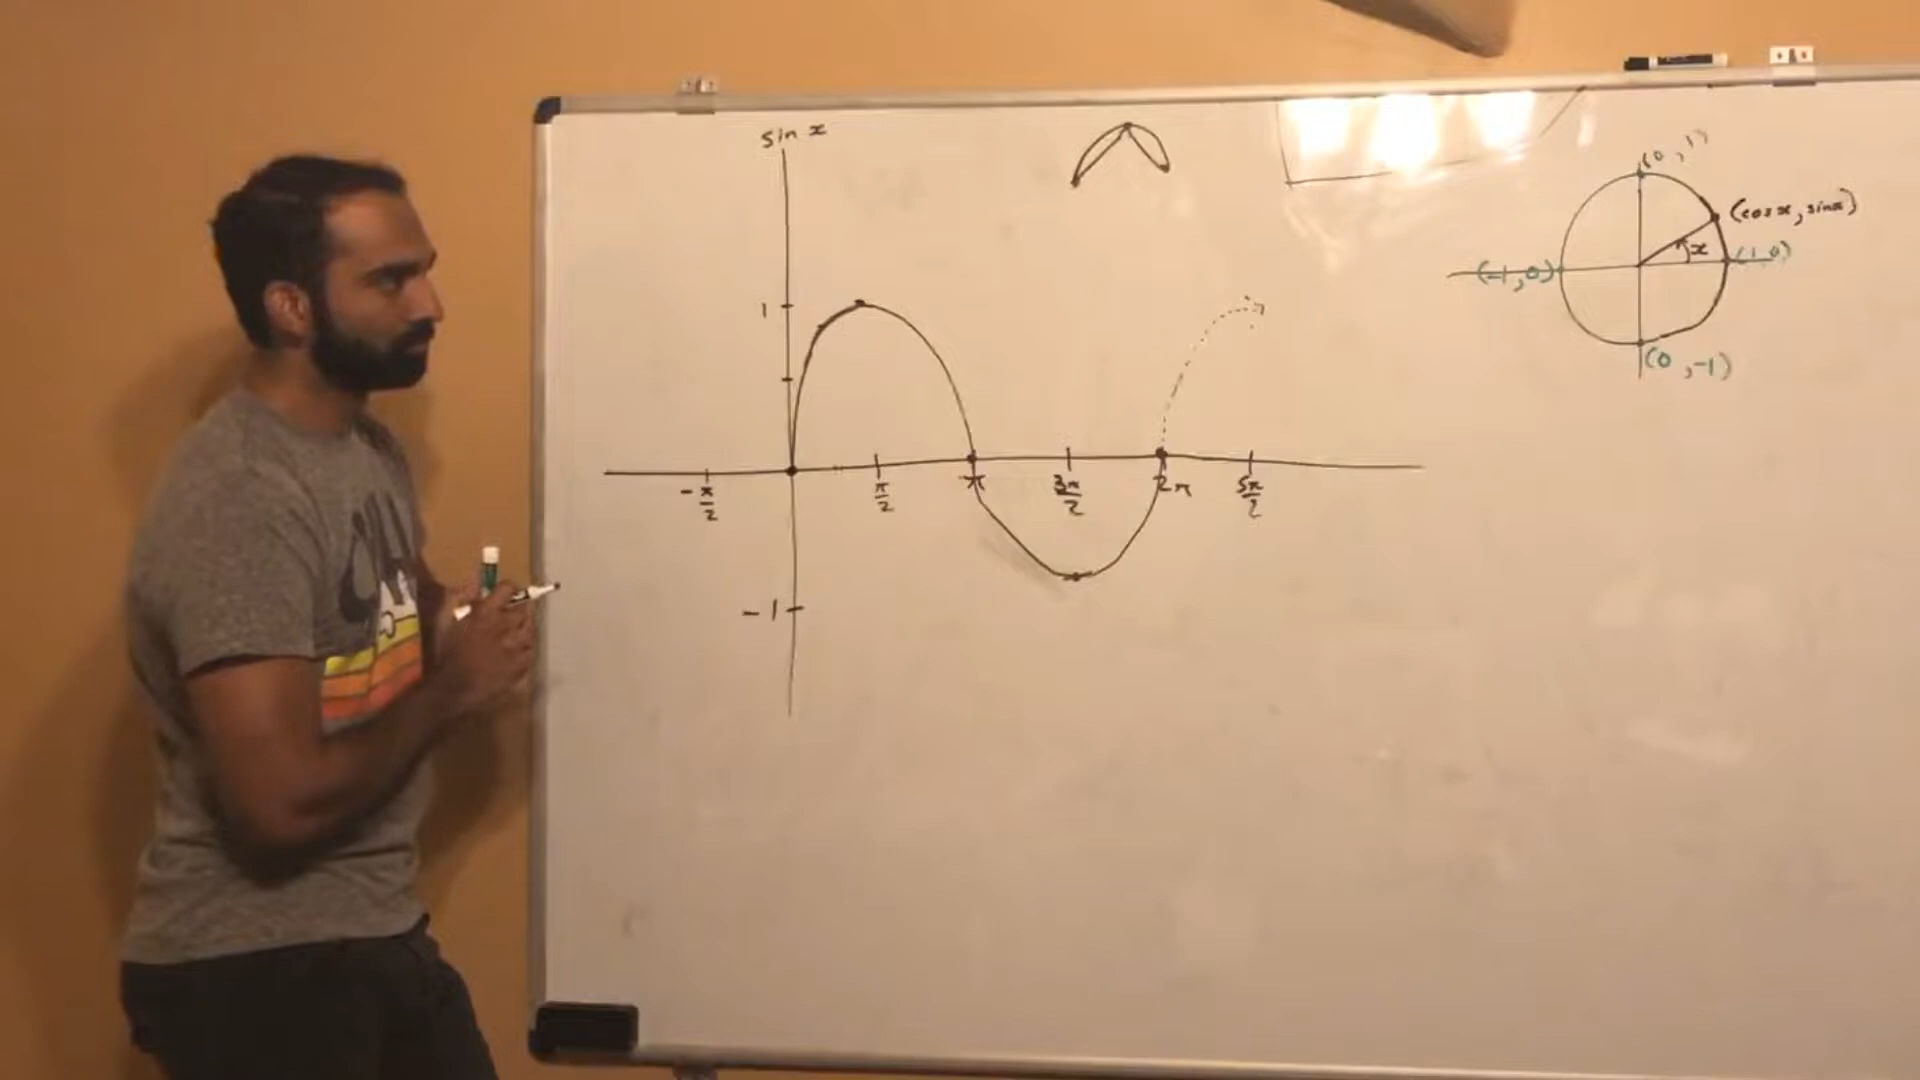 sin x
1
-1
-π/2
π/2
π
3π/2
2π
5π/2
(0, 1)
(cos x, sin x)
x
(1, 0)
(-1, 0)
(0, -1)